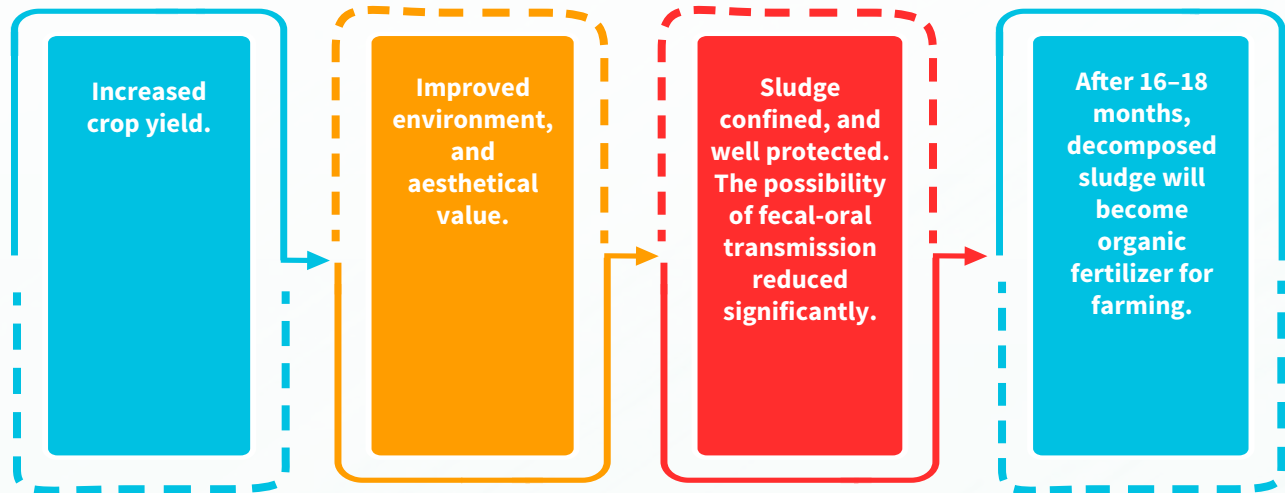 Increased
crop yield.
Improved
environment,
and
aesthetical
value.
Sludge
confined, and
well protected.
The possibility
of fecal-oral
transmission
reduced
significantly.
After 16–18
months,
decomposed
sludge will
become
organic
fertilizer for
farming.